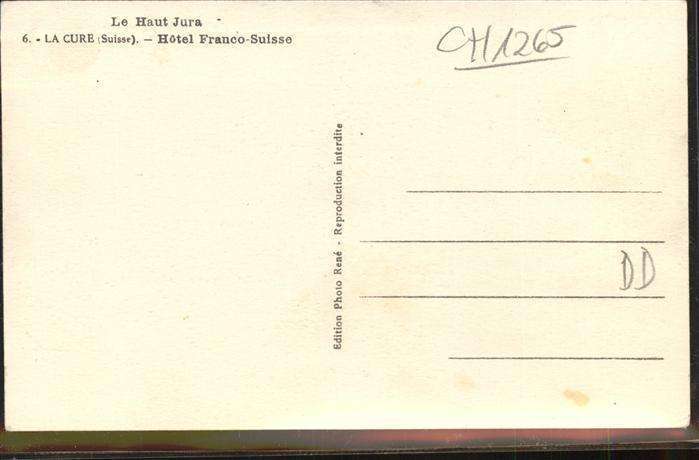 Le Haut Jura -
6. - LA CURE (Suisse). — Hôtel Franco-Suisse
CH1265
Edition Photo René - Reproduction interdite
DD